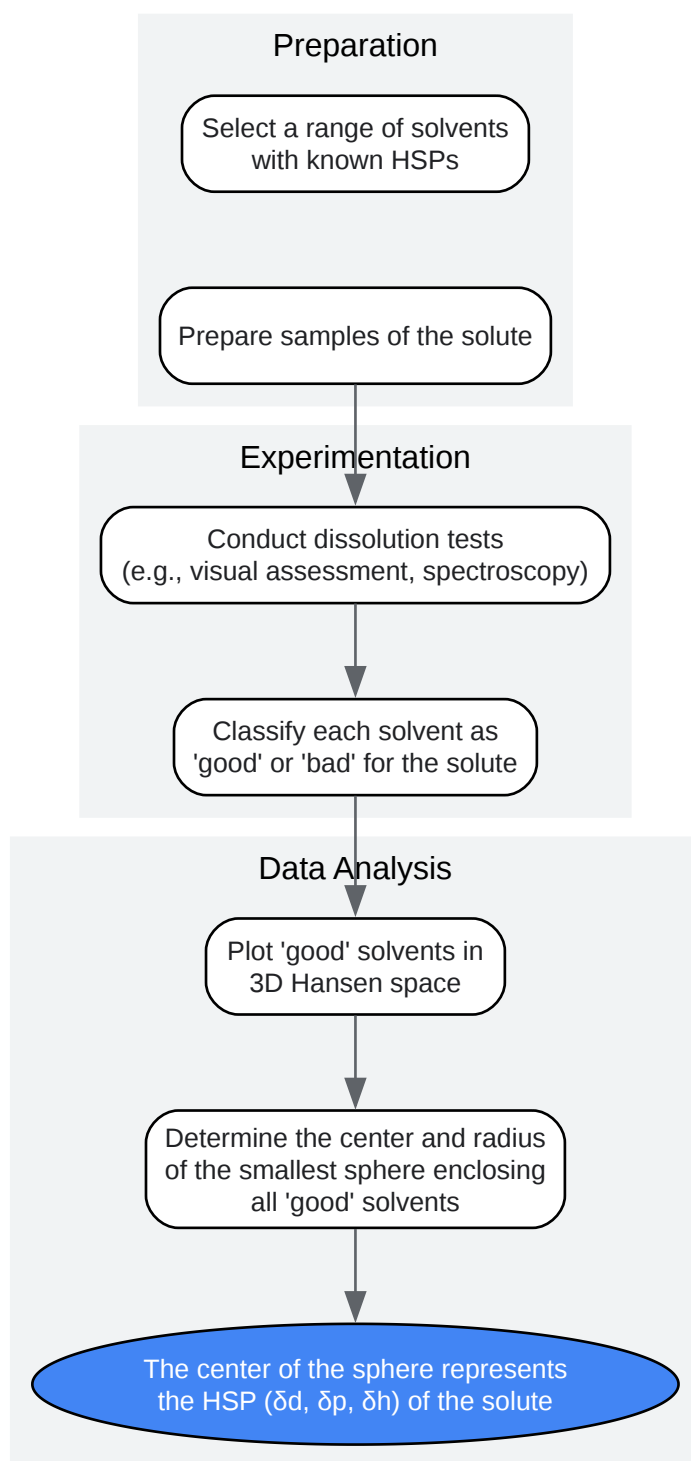 Preparation
Select a range of solvents
with known HSPs
Prepare samples of the solute
Experimentation
Conduct dissolution tests
(e.g., visual assessment, spectroscopy)
Classify each solvent as
'good' or 'bad' for the solute
Data Analysis
Plot 'good' solvents in
3D Hansen space
Determine the center and radius
of the smallest sphere enclosing
all 'good' solvents
The center of the sphere represents
the HSP (δd, δp, δh) of the solute